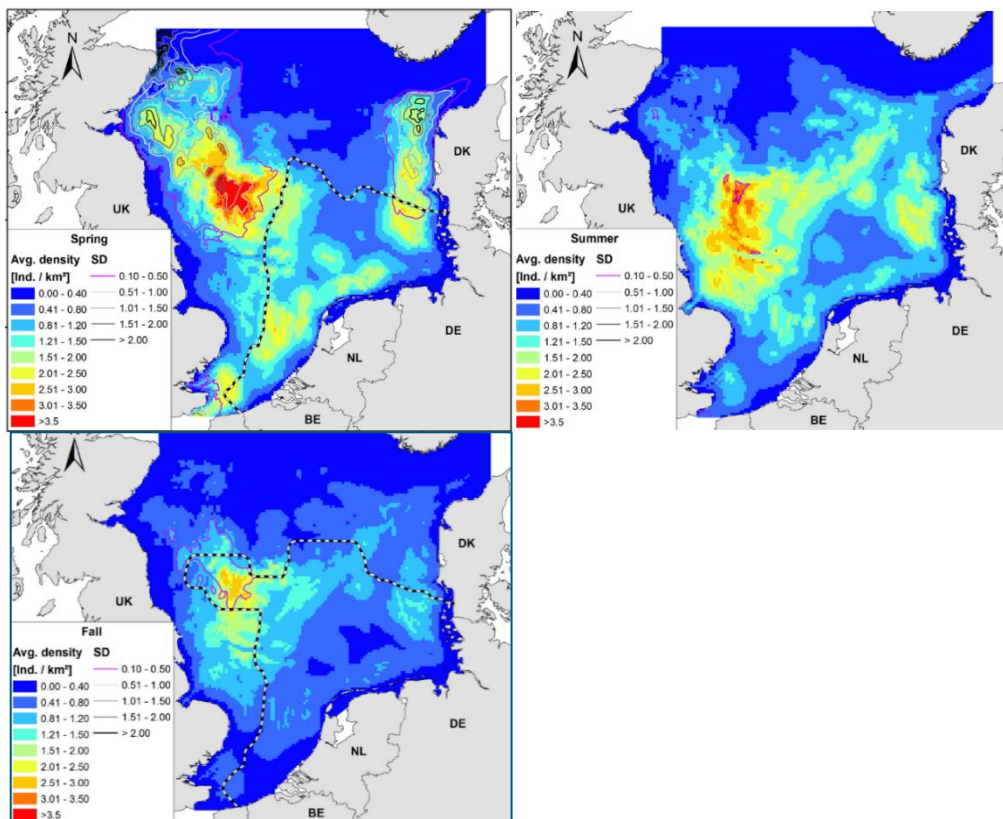 N
DK
UK
Spring
Avg. density SD
[Ind. / km²]
0.10 - 0.50
0.00 - 0.40
0.51 - 1.00
0.41 - 0.80
1.01 - 1.50
0.81 - 1.20
1.51 - 2.00
1.21 - 1.50
> 2.00
1.51 - 2.00
2.01 - 2.50
2.51 - 3.00
3.01 - 3.50
>3.5
DE
NL
BE
N
DK
UK
Summer
Avg. density SD
[Ind. / km²]
0.10 - 0.50
0.00 - 0.40
0.51 - 1.00
0.41 - 0.80
1.01 - 1.50
0.81 - 1.20
1.51 - 2.00
1.21 - 1.50
> 2.00
1.51 - 2.00
2.01 - 2.50
2.51 - 3.00
3.01 - 3.50
>3.5
DE
NL
BE
N
DK
UK
Fall
Avg. density SD
[Ind. / km²]
0.10 - 0.50
0.00 - 0.40
0.51 - 1.00
0.41 - 0.80
1.01 - 1.50
0.81 - 1.20
1.51 - 2.00
1.21 - 1.50
> 2.00
1.51 - 2.00
2.01 - 2.50
2.51 - 3.00
3.01 - 3.50
>3.5
DE
NL
BE